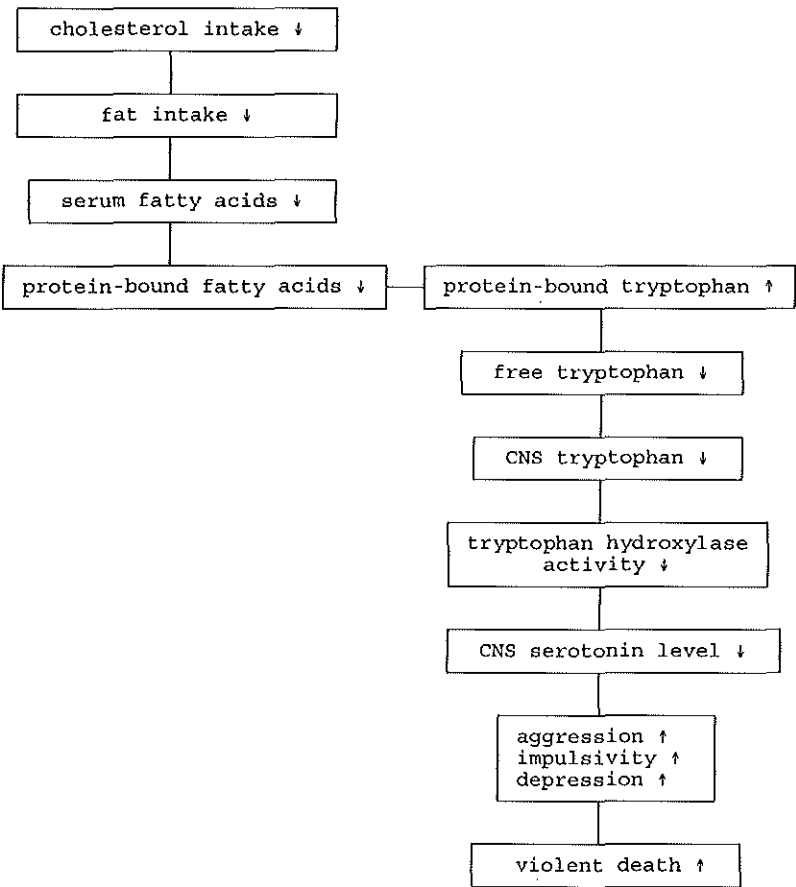 cholesterol intake ↓
fat intake ↓
serum fatty acids ↓
protein-bound fatty acids ↓
protein-bound tryptophan ↑
free tryptophan ↓
CNS tryptophan ↓
tryptophan hydroxylase
activity ↓
CNS serotonin level ↓
aggression ↑
impulsivity ↑
depression ↑
violent death ↑